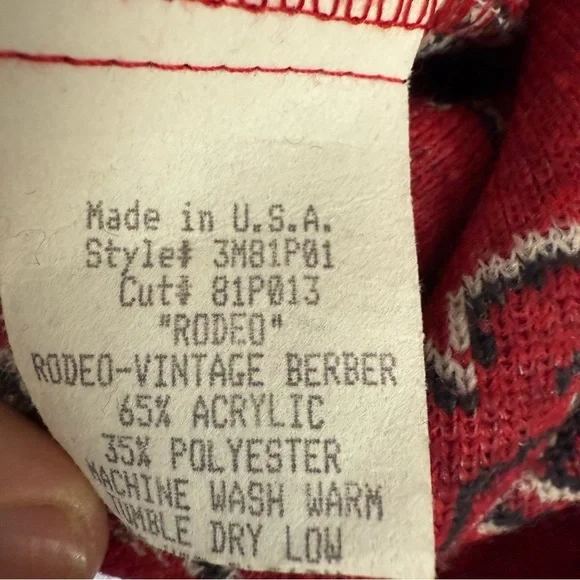 Made in U.S.A.
Style# 3M81P01
Cut# 81P013
"RODEO"
RODEO-VINTAGE BERBER
65% ACRYLIC
35% POLYESTER
MACHINE WASH WARM
TUMBLE DRY LOW